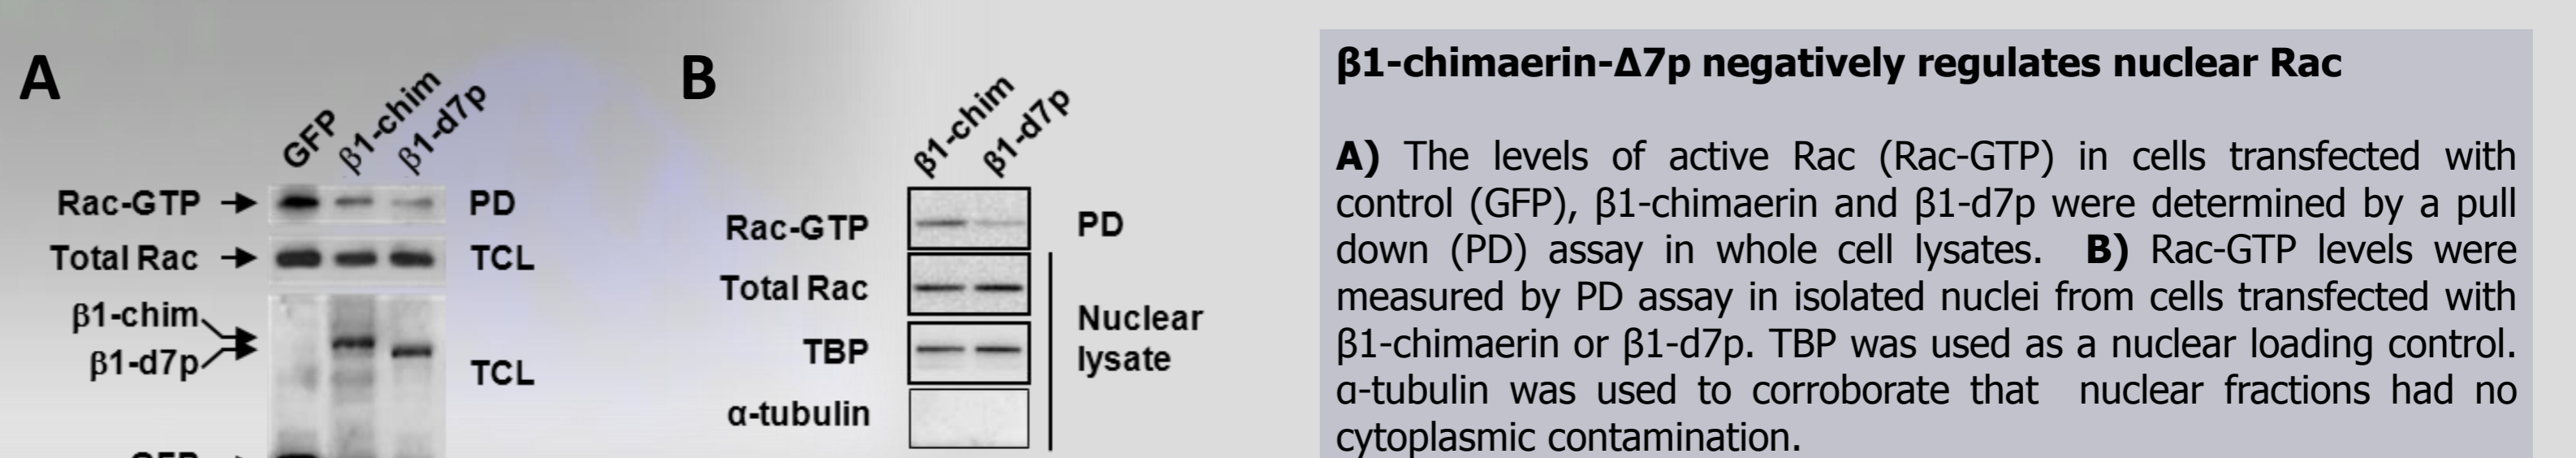 A
GFP
β1-chim
β1-d7p
Rac-GTP
PD
Total Rac
TCL
β1-chim
β1-d7p
TCL
B
β1-chim
β1-d7p
Rac-GTP
PD
Total Rac
TBP
α-tubulin
Nuclear
lysate
β1-chimaerin-Δ7p negatively regulates nuclear Rac
A) The levels of active Rac (Rac-GTP) in cells transfected with
control (GFP), β1-chimaerin and β1-d7p were determined by a pull
down (PD) assay in whole cell lysates. B) Rac-GTP levels were
measured by PD assay in isolated nuclei from cells transfected with
β1-chimaerin or β1-d7p. TBP was used as a nuclear loading control.
α-tubulin was used to corroborate that nuclear fractions had no
cytoplasmic contamination.